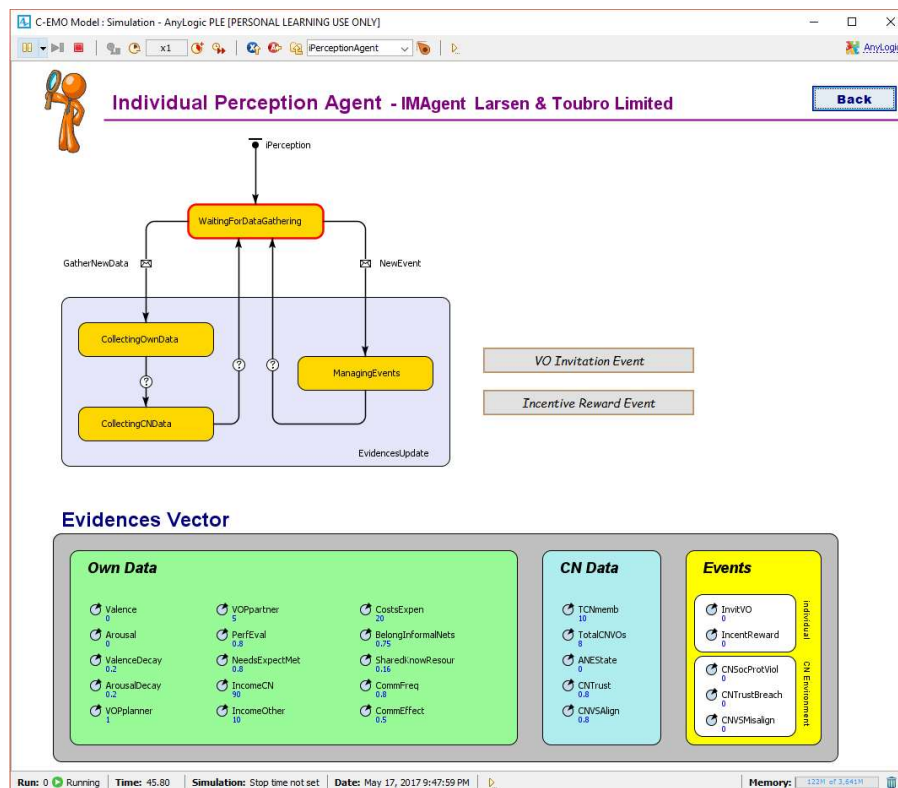 C-EMO Model : Simulation - AnyLogic PLE [PERSONAL LEARNING USE ONLY]
x1
iPerceptionAgent
AnyLogic
Individual Perception Agent - IMAgent Larsen & Toubro Limited
Back
iPerception
WaitingForDataGathering
GatherNewData
NewEvent
CollectingOwnData
?
?
?
ManagingEvents
CollectingCNData
EvidencesUpdate
VO Invitation Event
Incentive Reward Event
Evidences Vector
Own Data
Valence
0
Arousal
0
ValenceDecay
0.2
ArousalDecay
0.2
VOPplanner
1
VOPpartner
5
PerfEval
0.8
NeedsExpectMet
0.8
IncomeCN
90
IncomeOther
10
CostsExpen
20
BelongInformalNets
0.75
SharedKnowResour
0.16
CommFreq
0.8
CommEffect
0.5
CN Data
TCNmemb
10
TotalCNVOs
8
ANEState
0
CNTrust
0.8
CNVSAlign
0.8
Events
InvitVO
0
IncentReward
0
individual
CNSocProtViol
0
CNTrustBreach
0
CNVSMisalign
0
CN Environment
Run: 0 Running Time: 45.80 Simulation: Stop time not set Date: May 17, 2017 9:47:59 PM Memory: 122M of 3,641M